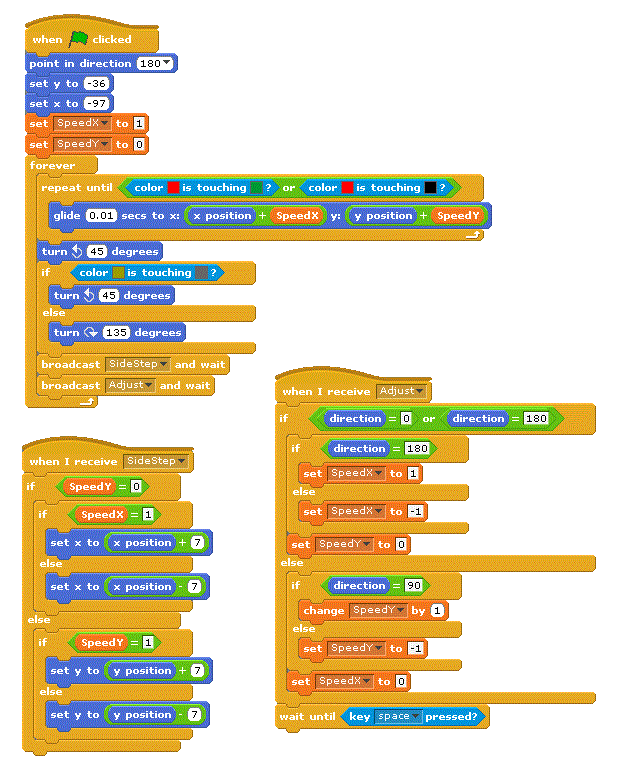 when clicked
point in direction 180
set y to -36
set x to -97
set SpeedX to 1
set SpeedY to 0
forever
repeat until color is touching ? or color is touching ?
glide 0.01 secs to x: x position + SpeedX y: y position + SpeedY
turn 45 degrees
if color is touching ?
turn 45 degrees
else
turn 135 degrees
broadcast SideStep and wait
broadcast Adjust and wait
when I receive SideStep
if SpeedY = 0
if SpeedX = 1
set x to x position + 7
else
set x to x position - 7
else
if SpeedY = 1
set y to y position + 7
else
set y to y position - 7
when I receive Adjust
if direction = 0 or direction = 180
if direction = 180
set SpeedX to 1
else
set SpeedX to -1
set SpeedY to 0
else
if direction = 90
change SpeedY by 1
else
set SpeedY to -1
set SpeedX to 0
wait until key space pressed?